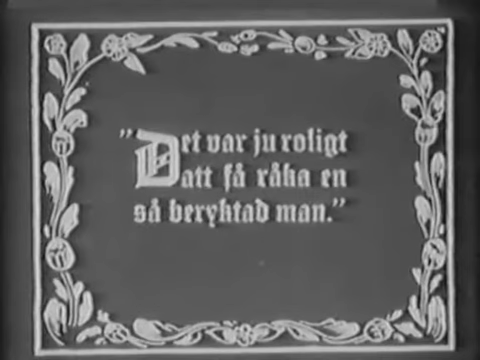 "Det var ju roligt
att få råka en
så beryktad man."